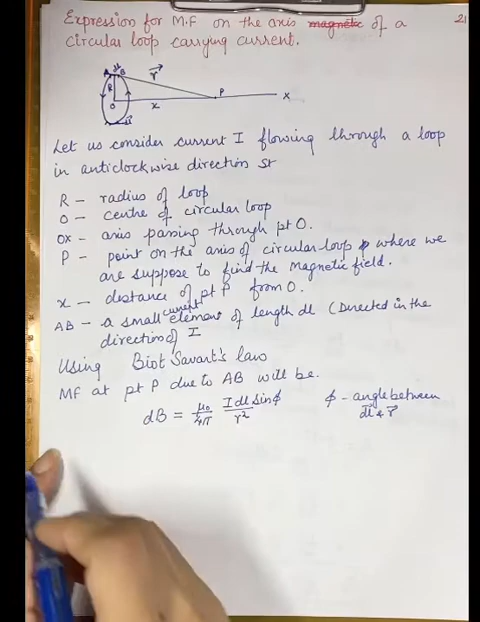 Expression for M.F on the axis magnetic of a
21
circular loop carrying current.
A dl B
r
R
P
O x X
Let us consider current I flowing through a loop
in anticlockwise direction st
R – radius of loop
O – centre of circular loop
OX – axis passing through pt O.
P – point on the axis of circular loop where we
are suppose to find the magnetic field.
x – distance of pt P from O.
AB – a small current element of length dl (Directed in the
direction of I
Using Biot Savart's law
MF at pt P due to AB will be.
dB = μ₀/4π I dl sinϕ/r² ϕ – angle between
dl & r